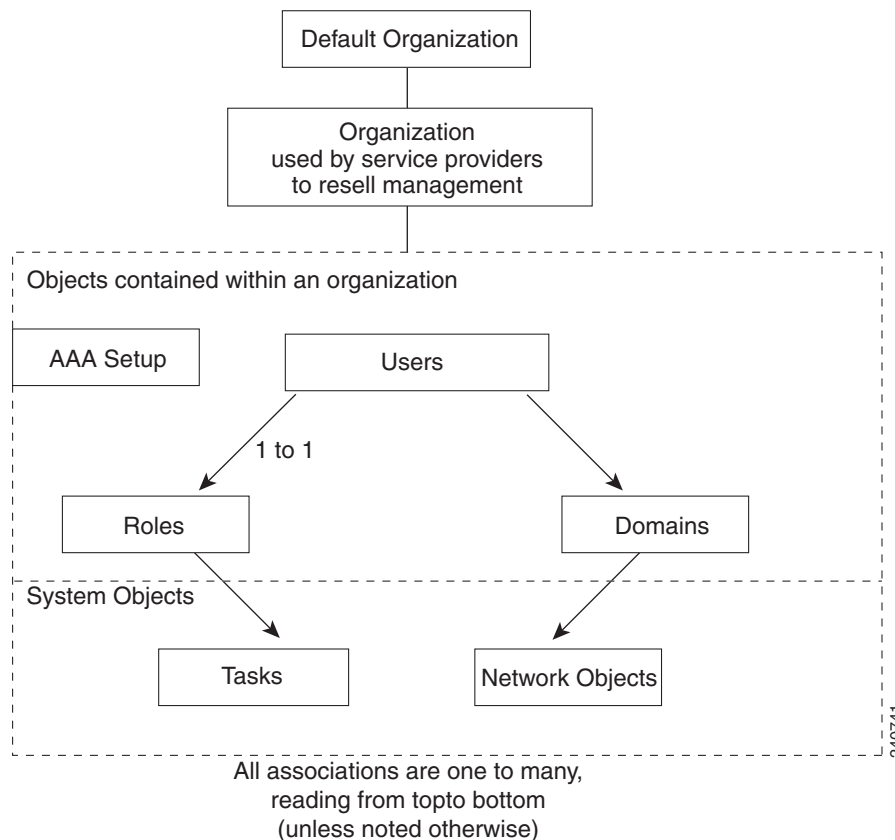 Default Organization
Organization
used by service providers
to resell management
Objects contained within an organization
AAA Setup
Users
1 to 1
Roles
Domains
System Objects
Tasks
Network Objects
All associations are one to many,
reading from topto bottom
(unless noted otherwise)